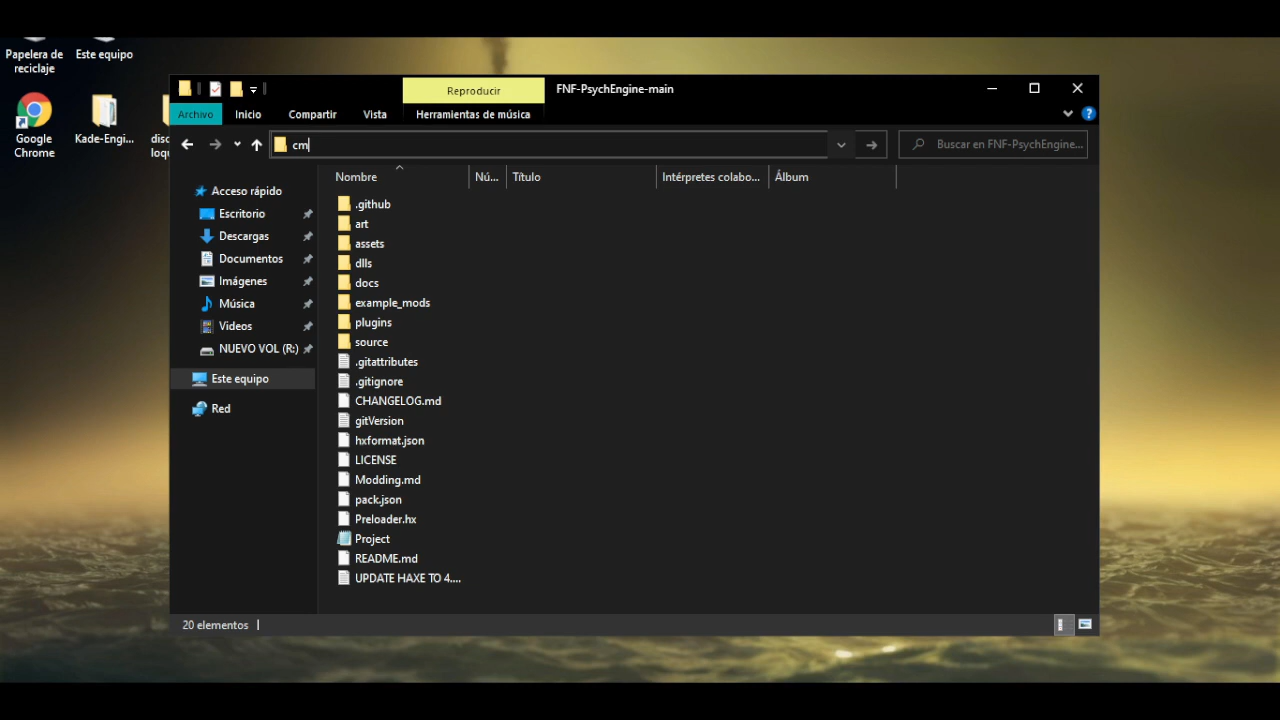 Papelera de
reciclaje
Este equipo
Google
Chrome
Kade-Engi...
disc
loqu
Reproducir
FNF-PsychEngine-main
Archivo
Inicio
Compartir
Vista
Herramientas de música
cm
Buscar en FNF-PsychEngine...
Nombre
Nú...
Título
Intérpretes colabo...
Álbum
Acceso rápido
Escritorio
Descargas
Documentos
Imágenes
Música
Videos
NUEVO VOL (R:)
Este equipo
Red
.github
art
assets
dlls
docs
example_mods
plugins
source
.gitattributes
.gitignore
CHANGELOG.md
gitVersion
hxformat.json
LICENSE
Modding.md
pack.json
Preloader.hx
Project
README.md
UPDATE HAXE TO 4....
20 elementos